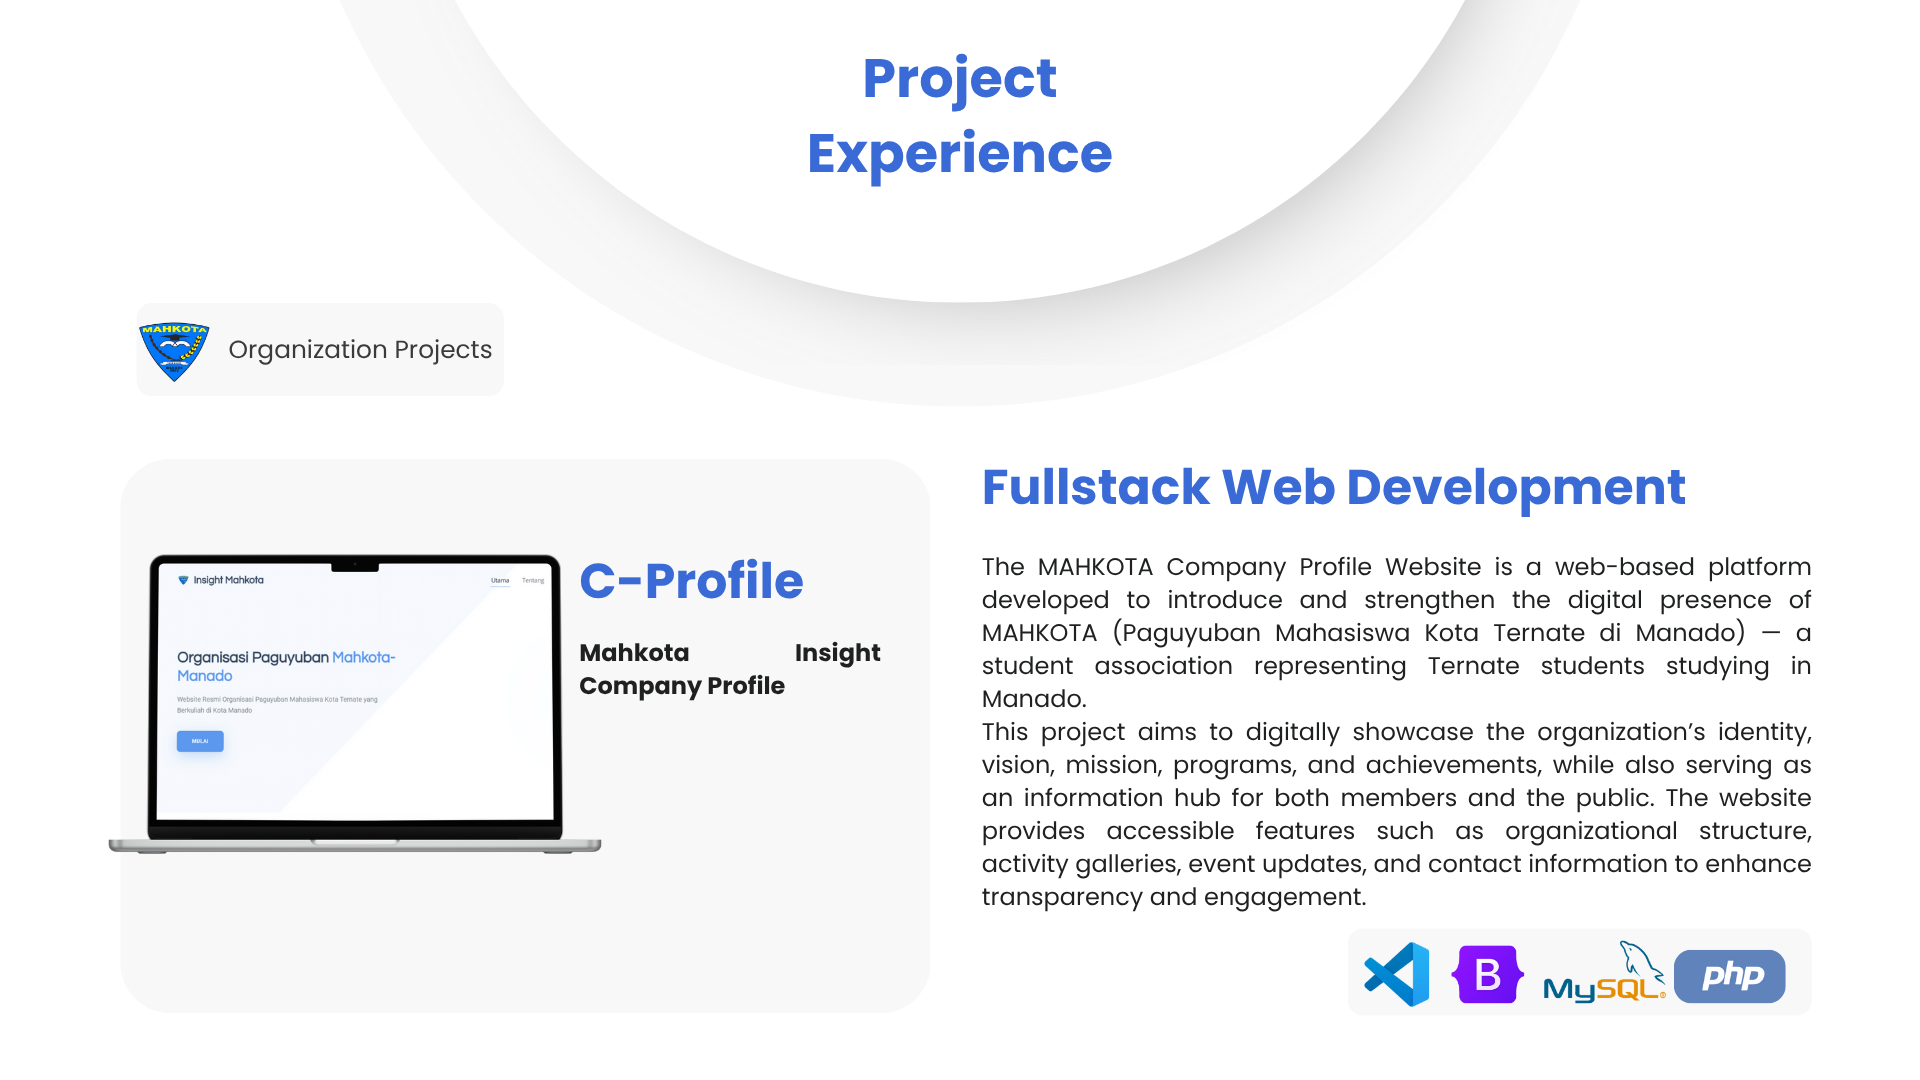 Project
Experience
MAHKOTA
Organization Projects
Insight Mahkota
Utama Tentang
Organisasi Paguyuban Mahkota-
Manado
Website Resmi Organisasi Paguyuban Mahasiswa Kota Ternate yang
Berkuliah di Kota Manado
MULAI
C-Profile
Mahkota Insight
Company Profile
Fullstack Web Development
The MAHKOTA Company Profile Website is a web-based platform
developed to introduce and strengthen the digital presence of
MAHKOTA (Paguyuban Mahasiswa Kota Ternate di Manado) — a
student association representing Ternate students studying in
Manado.
This project aims to digitally showcase the organization’s identity,
vision, mission, programs, and achievements, while also serving as
an information hub for both members and the public. The website
provides accessible features such as organizational structure,
activity galleries, event updates, and contact information to enhance
transparency and engagement.
B
MySQL®
php